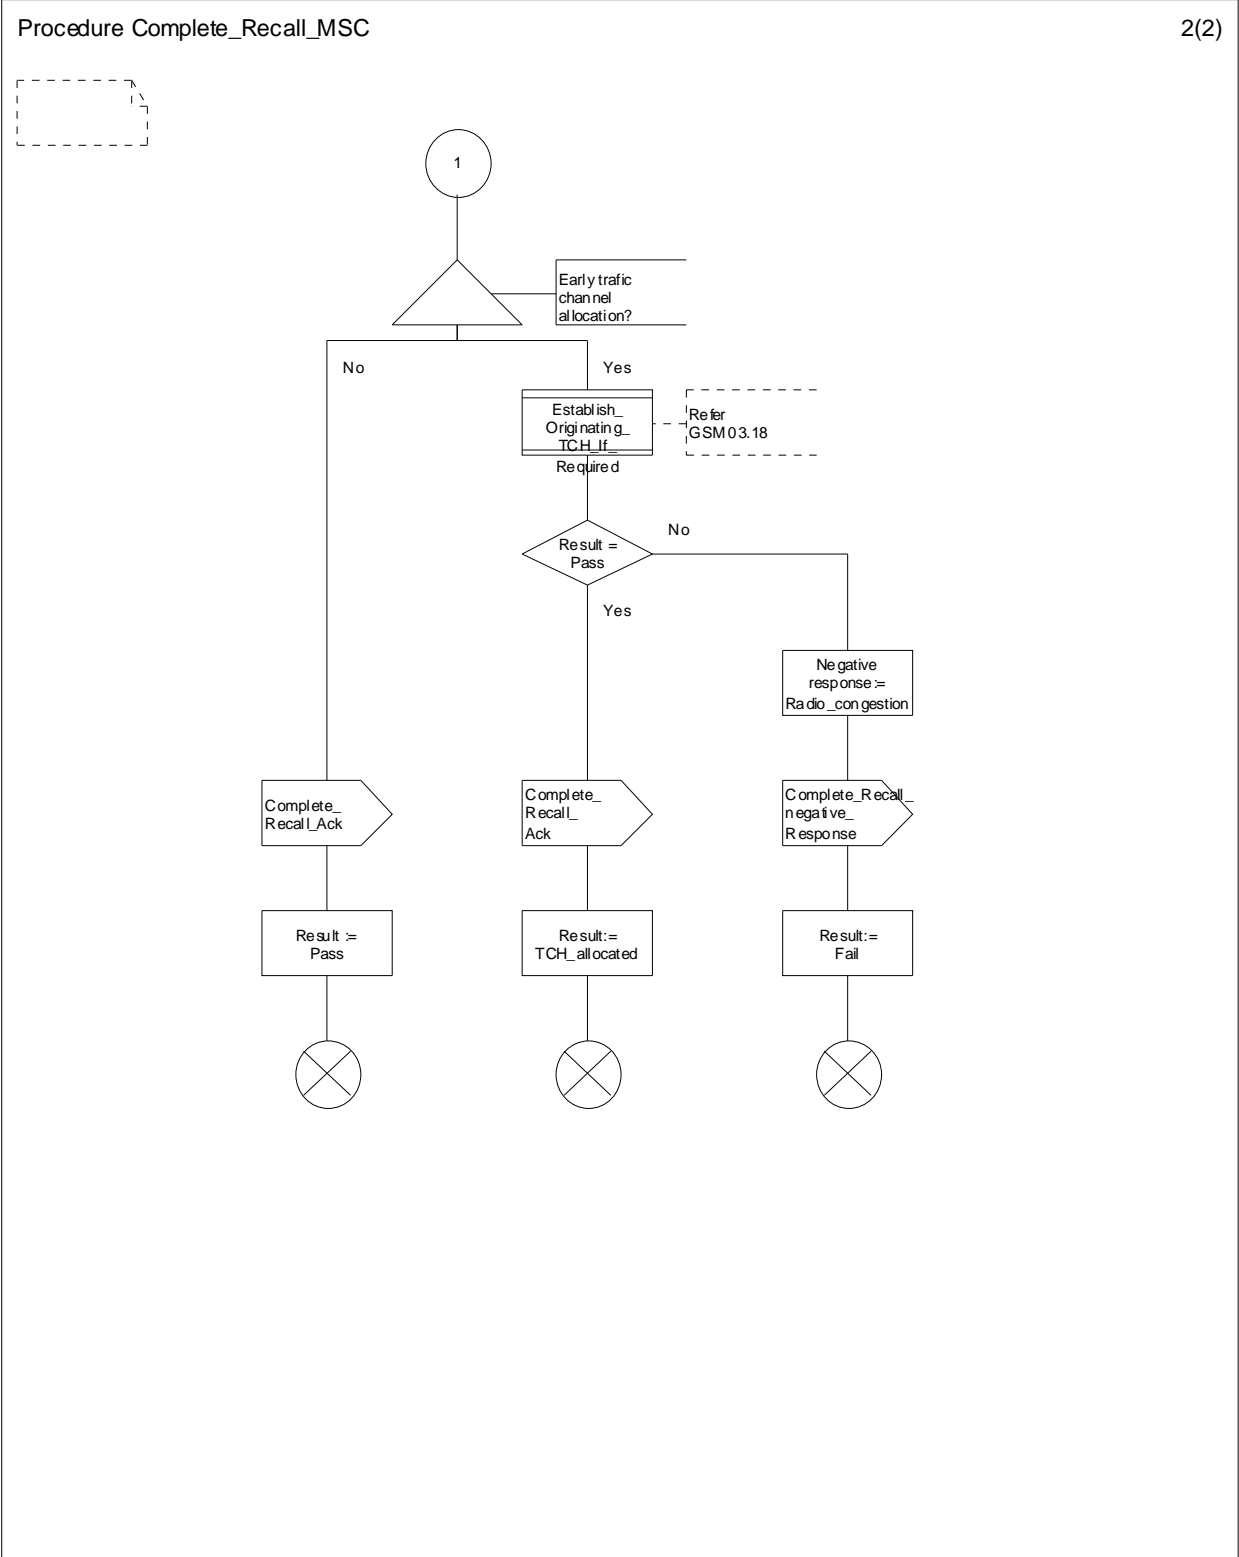 Procedure Complete_Recall_MSC
2(2)
1
Early trafic
channel
allocation?
No
Yes
Establish_
Originating_
TCH_If_
Required
Refer
GSM 03.18
Result =
Pass
No
Yes
Negative
response :=
Radio_congestion
Complete_
Recall_Ack
Complete_
Recall_
Ack
Complete_Recall_
negative_
Response
Result :=
Pass
Result:=
TCH_allocated
Result:=
Fail